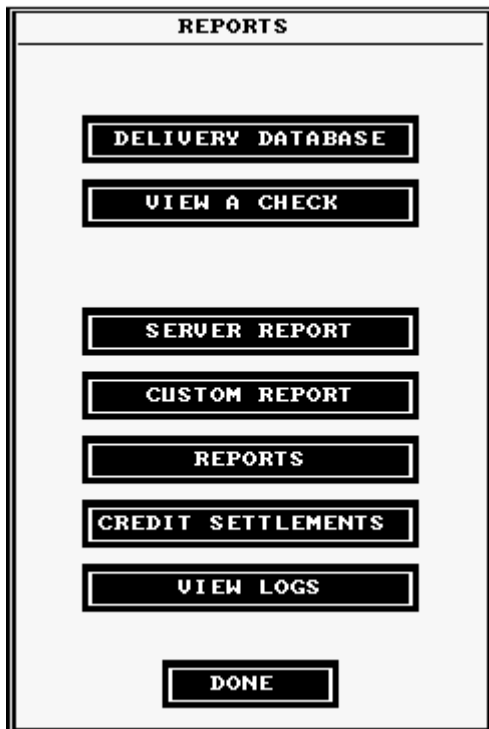 REPORTS
DELIVERY DATABASE
VIEW A CHECK
SERVER REPORT
CUSTOM REPORT
REPORTS
CREDIT SETTLEMENTS
VIEW LOGS
DONE